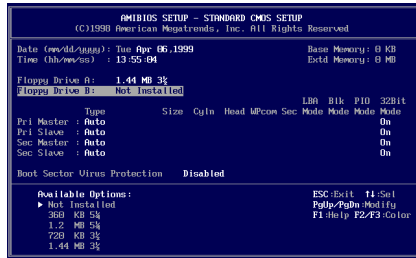 AMIBIOS SETUP - STANDARD CMOS SETUP
(C)1998 American Megatrends, Inc. All Rights Reserved
Date (mm/dd/yyyy): Tue Apr 06,1999 Base Memory: 0 KB
Time (hh/mm/ss) : 13:55:04 Extd Memory: 0 MB
Floppy Drive A: 1.44 MB 3½
Floppy Drive B: Not Installed
LBA Blk PIO 32Bit
Type Size Cyln Head WPcom Sec Mode Mode Mode Mode
Pri Master : Auto On
Pri Slave : Auto On
Sec Master : Auto On
Sec Slave : Auto On
Boot Sector Virus Protection Disabled
Available Options: ESC:Exit ↑↓:Sel
► Not Installed PgUp/PgDn:Modify
360 KB 5¼ F1:Help F2/F3:Color
1.2 MB 5¼
720 KB 3½
1.44 MB 3½